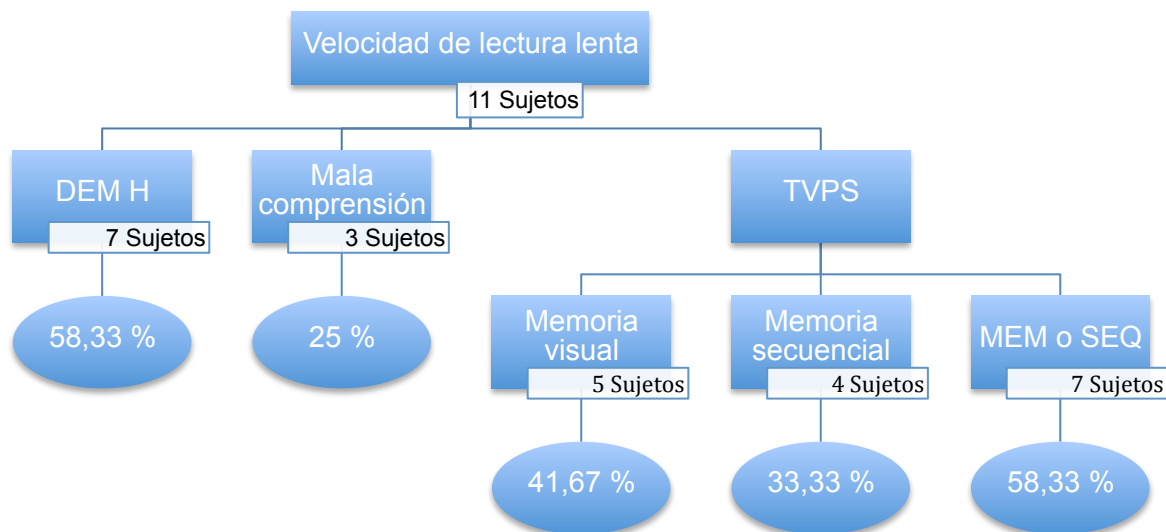 Velocidad de lectura lenta
11 Sujetos
DEM H
7 Sujetos
Mala
comprensión
3 Sujetos
TVPS
58,33 %
25 %
Memoria
visual
5 Sujetos
Memoria
secuencial
4 Sujetos
MEM o SEQ
7 Sujetos
41,67 %
33,33 %
58,33 %